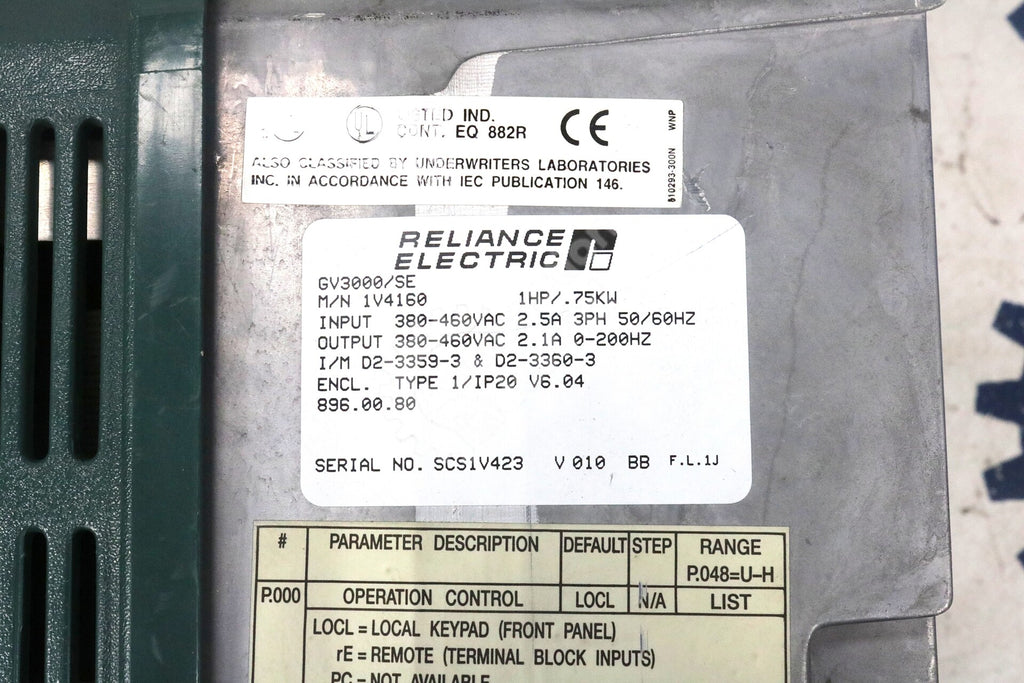 UL IND.
CONT. EQ 882R CE
ALSO CLASSIFIED BY UNDERWRITERS LABORATORIES
INC. IN ACCORDANCE WITH IEC PUBLICATION 146.
WNP
RELIANCE
ELECTRIC
GV3000/SE
M/N 1V4160 1HP/.75KW
INPUT 380-460VAC 2.5A 3PH 50/60HZ
OUTPUT 380-460VAC 2.1A 0-200HZ
I/M D2-3359-3 & D2-3360-3
ENCL. TYPE 1/IP20 V6.04
896.00.80
SERIAL NO. SCS1V423 V 010 BB F.L.1J
# PARAMETER DESCRIPTION DEFAULT STEP RANGE
P.048=U-H
P.000 OPERATION CONTROL LOCL N/A LIST
LOCL = LOCAL KEYPAD (FRONT PANEL)
rE = REMOTE (TERMINAL BLOCK INPUTS)
PC = NOT AVAILABLE